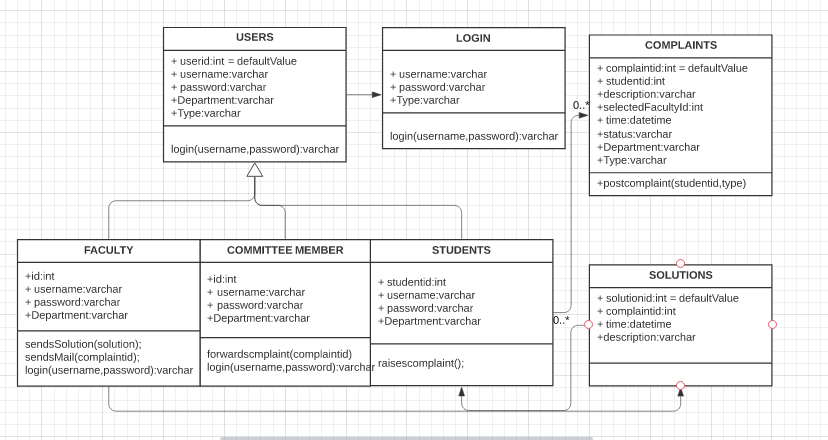 USERS
+ userid:int = defaultValue
+ username:varchar
+ password:varchar
+Department:varchar
+Type:varchar
login(username,password):varchar
LOGIN
+ username:varchar
+ password:varchar
+Type:varchar
login(username,password):varchar
COMPLAINTS
+ complaintid:int = defaultValue
+ studentid:int
+description:varchar
+selectedFacultyId:int
+ time:datetime
+status:varchar
+Department:varchar
+Type:varchar
+postcomplaint(studentid,type)
0..*
FACULTY
+id:int
+ username:varchar
+ password:varchar
+Department:varchar
sendsSolution(solution);
sendsMail(complaintid);
login(username,password):varchar
COMMITTEE MEMBER
+id:int
+ username:varchar
+ password:varchar
+Department:varchar
forwardscmplaint(complaintid)
login(username,password):varchar
STUDENTS
+ studentid:int
+ username:varchar
+ password:varchar
+Department:varchar
raisescomplaint();
0..*
SOLUTIONS
+ solutionid:int = defaultValue
+ complaintid:int
+ time:datetime
+description:varchar